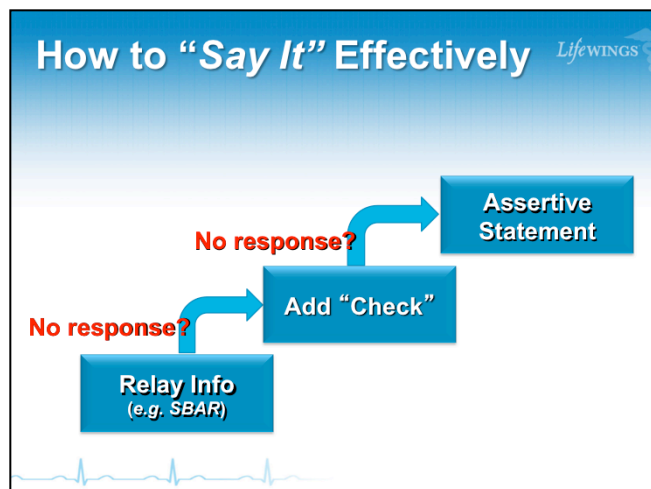 How to “Say It” Effectively
LifeWINGS
Assertive
Statement
No response?
Add “Check”
No response?
Relay Info
(e.g. SBAR)